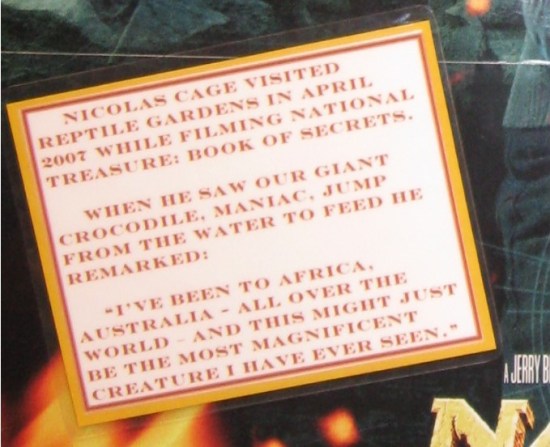 NICOLAS CAGE VISITED
REPTILE GARDENS IN APRIL
2007 WHILE FILMING NATIONAL
TREASURE: BOOK OF SECRETS.
WHEN HE SAW OUR GIANT
CROCODILE, MANIAC, JUMP
FROM THE WATER TO FEED HE
REMARKED:
"I'VE BEEN TO AFRICA,
AUSTRALIA - ALL OVER THE
WORLD - AND THIS MIGHT JUST
BE THE MOST MAGNIFICENT
CREATURE I HAVE EVER SEEN."
A JERRY B
NA